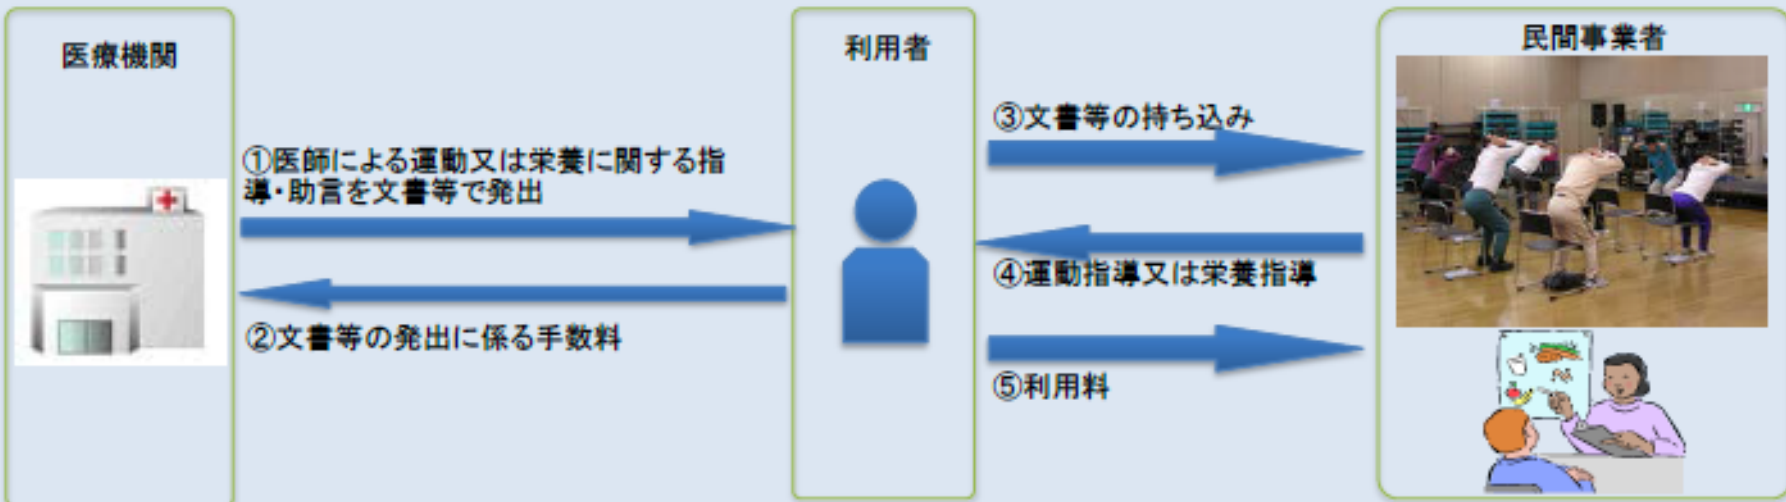 医療機関
利用者
民間事業者
①医師による運動又は栄養に関する指
導・助言を文書等で発出
②文書等の発出に係る手数料
③文書等の持ち込み
④運動指導又は栄養指導
⑤利用料